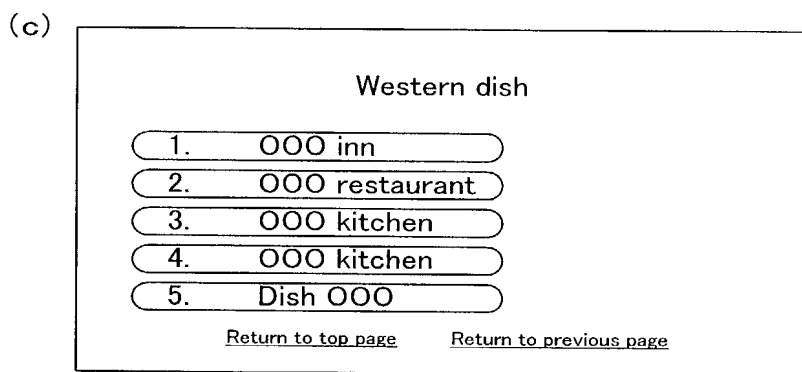 (c)
Western dish
1. OOO inn
2. OOO restaurant
3. OOO kitchen
4. OOO kitchen
5. Dish OOO
Return to top page Return to previous page